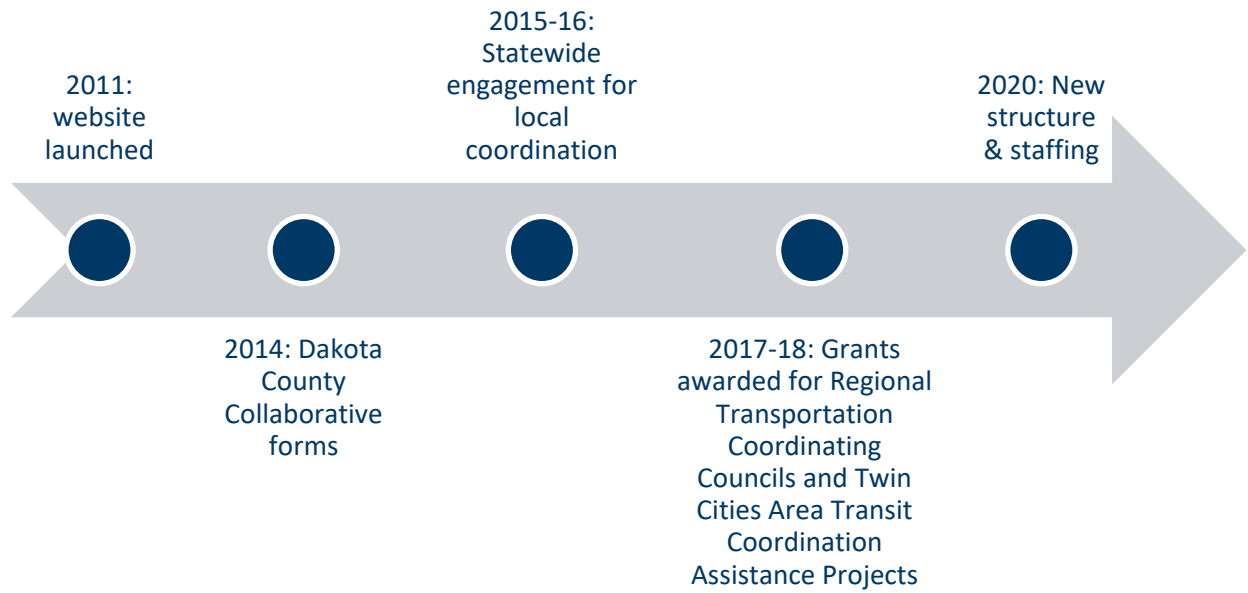 2011:
website
launched
2014: Dakota
County
Collaborative
forms
2015-16:
Statewide
engagement for
local
coordination
2017-18: Grants
awarded for Regional
Transportation
Coordinating
Councils and Twin
Cities Area Transit
Coordination
Assistance Projects
2020: New
structure
& staffing